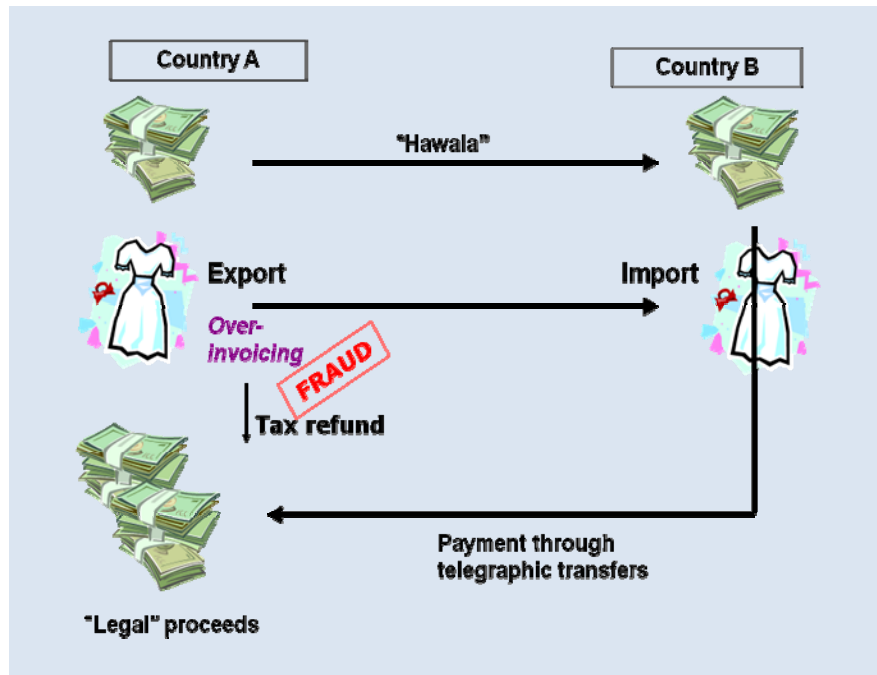 Country A
Country B
"Hawala"
Export
Import
Over-
invoicing
FRAUD
Tax refund
Payment through
telegraphic transfers
"Legal" proceeds